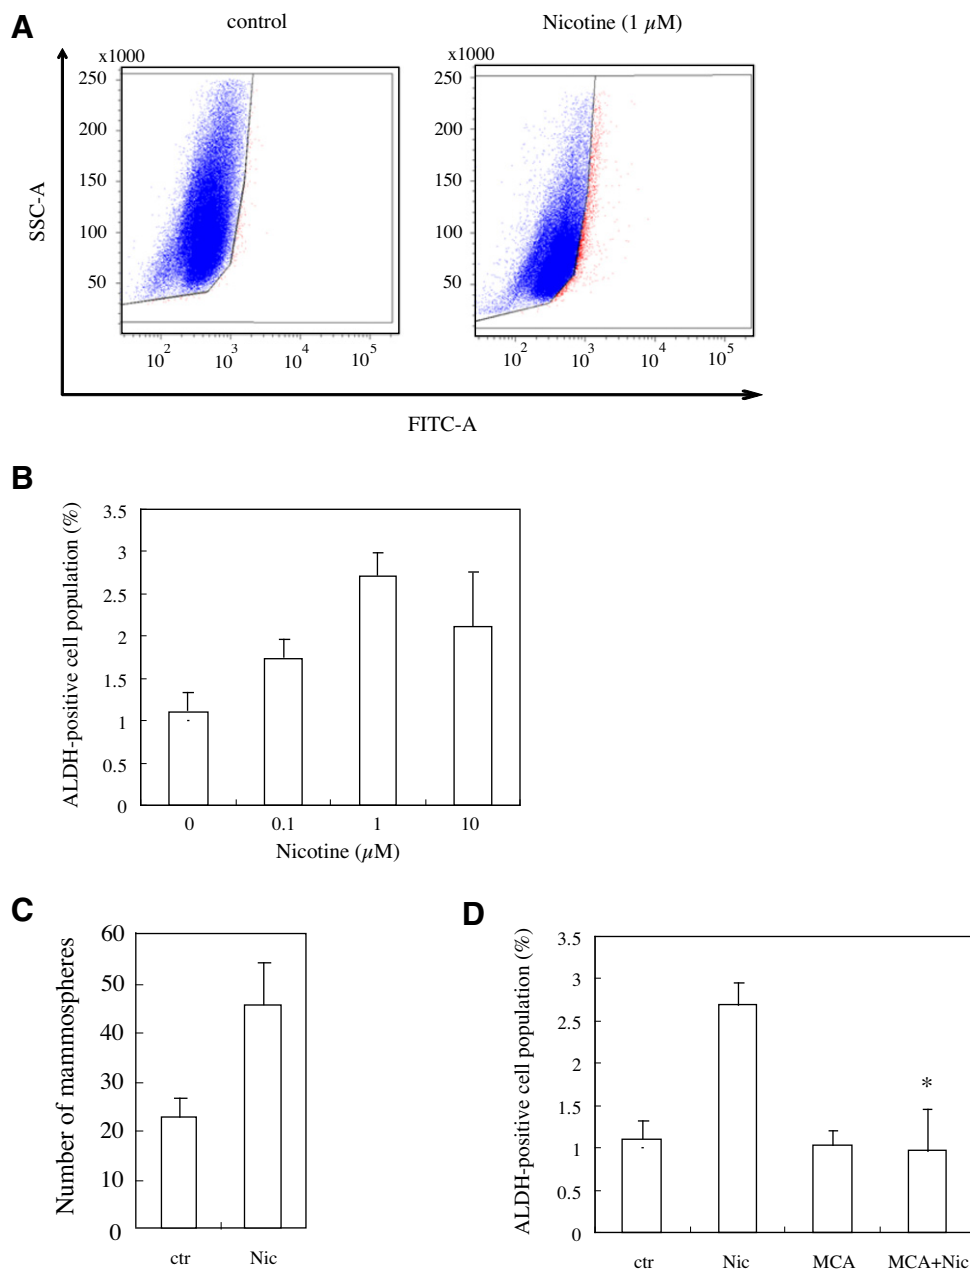 A
control
Nicotine (1 µM)
x1000
250
200
150
100
50
10^2
10^3
10^4
10^5
x1000
250
200
150
100
50
10^2
10^3
10^4
10^5
SSC-A
FITC-A
B
ALDH-positive cell population (%)
3.5
3
2.5
2
1.5
1
0.5
0
0
0.1
1
10
Nicotine (µM)
C
Number of mammospheres
60
50
40
30
20
10
0
ctr
Nic
D
ALDH-positive cell population (%)
3.5
3
2.5
2
1.5
1
0.5
0
*
ctr
Nic
MCA
MCA+Nic